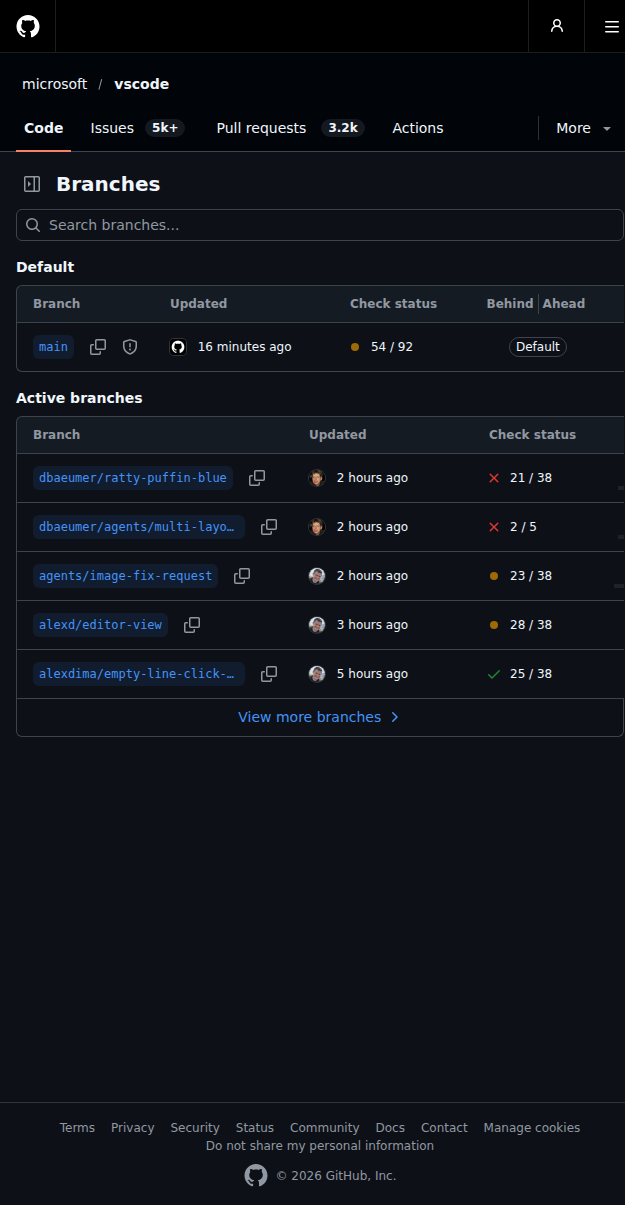 microsoft / vscode
Code Issues 5k+ Pull requests 3.2k Actions More
Branches
Search branches...
Default
Branch Updated Check status Behind Ahead
main 16 minutes ago 54 / 92 Default
Active branches
Branch Updated Check status
dbaeumer/ratty-puffin-blue 2 hours ago 21 / 38
dbaeumer/agents/multi-layo… 2 hours ago 2 / 5
agents/image-fix-request 2 hours ago 23 / 38
alexd/editor-view 3 hours ago 28 / 38
alexdima/empty-line-click-… 5 hours ago 25 / 38
View more branches
Terms Privacy Security Status Community Docs Contact Manage cookies
Do not share my personal information
© 2026 GitHub, Inc.